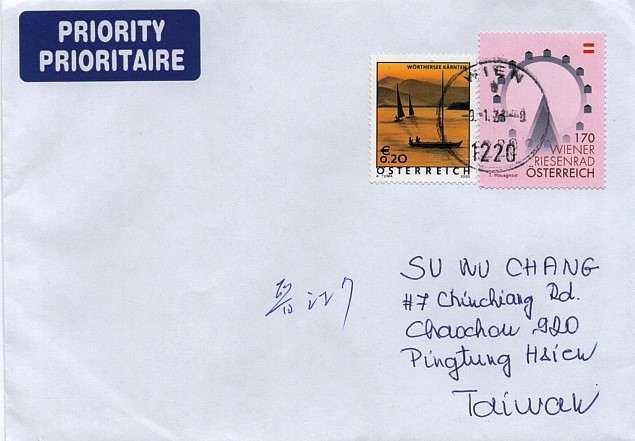 PRIORITY
PRIORITAIRE
WÖRTHERSEE KÄRNTEN
€
0.20
ÖSTERREICH
WIEN
1220
170
WIENER
RIESENRAD
ÖSTERREICH
SU WU CHANG
#7 Chinchiang Rd.
Chaochou 920
Pingtung Hsien
Taiwan